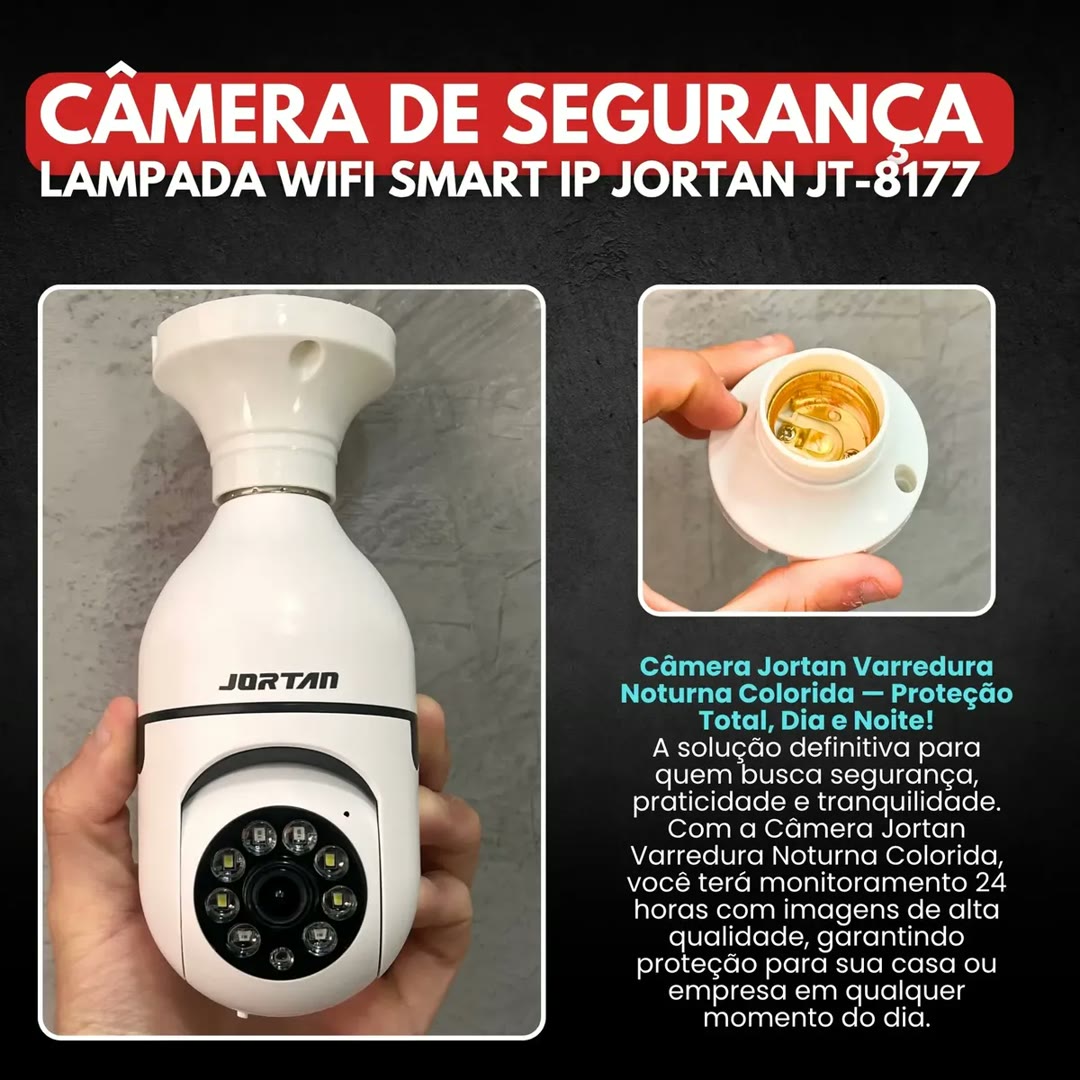 CÂMERA DE SEGURANÇA
LAMPADA WIFI SMART IP JORTAN JT-8177
JORTAN
Câmera Jortan Varredura
Noturna Colorida — Proteção
Total, Dia e Noite!
A solução definitiva para
quem busca segurança,
praticidade e tranquilidade.
Com a Câmera Jortan
Varredura Noturna Colorida,
você terá monitoramento 24
horas com imagens de alta
qualidade, garantindo
proteção para sua casa ou
empresa em qualquer
momento do dia.